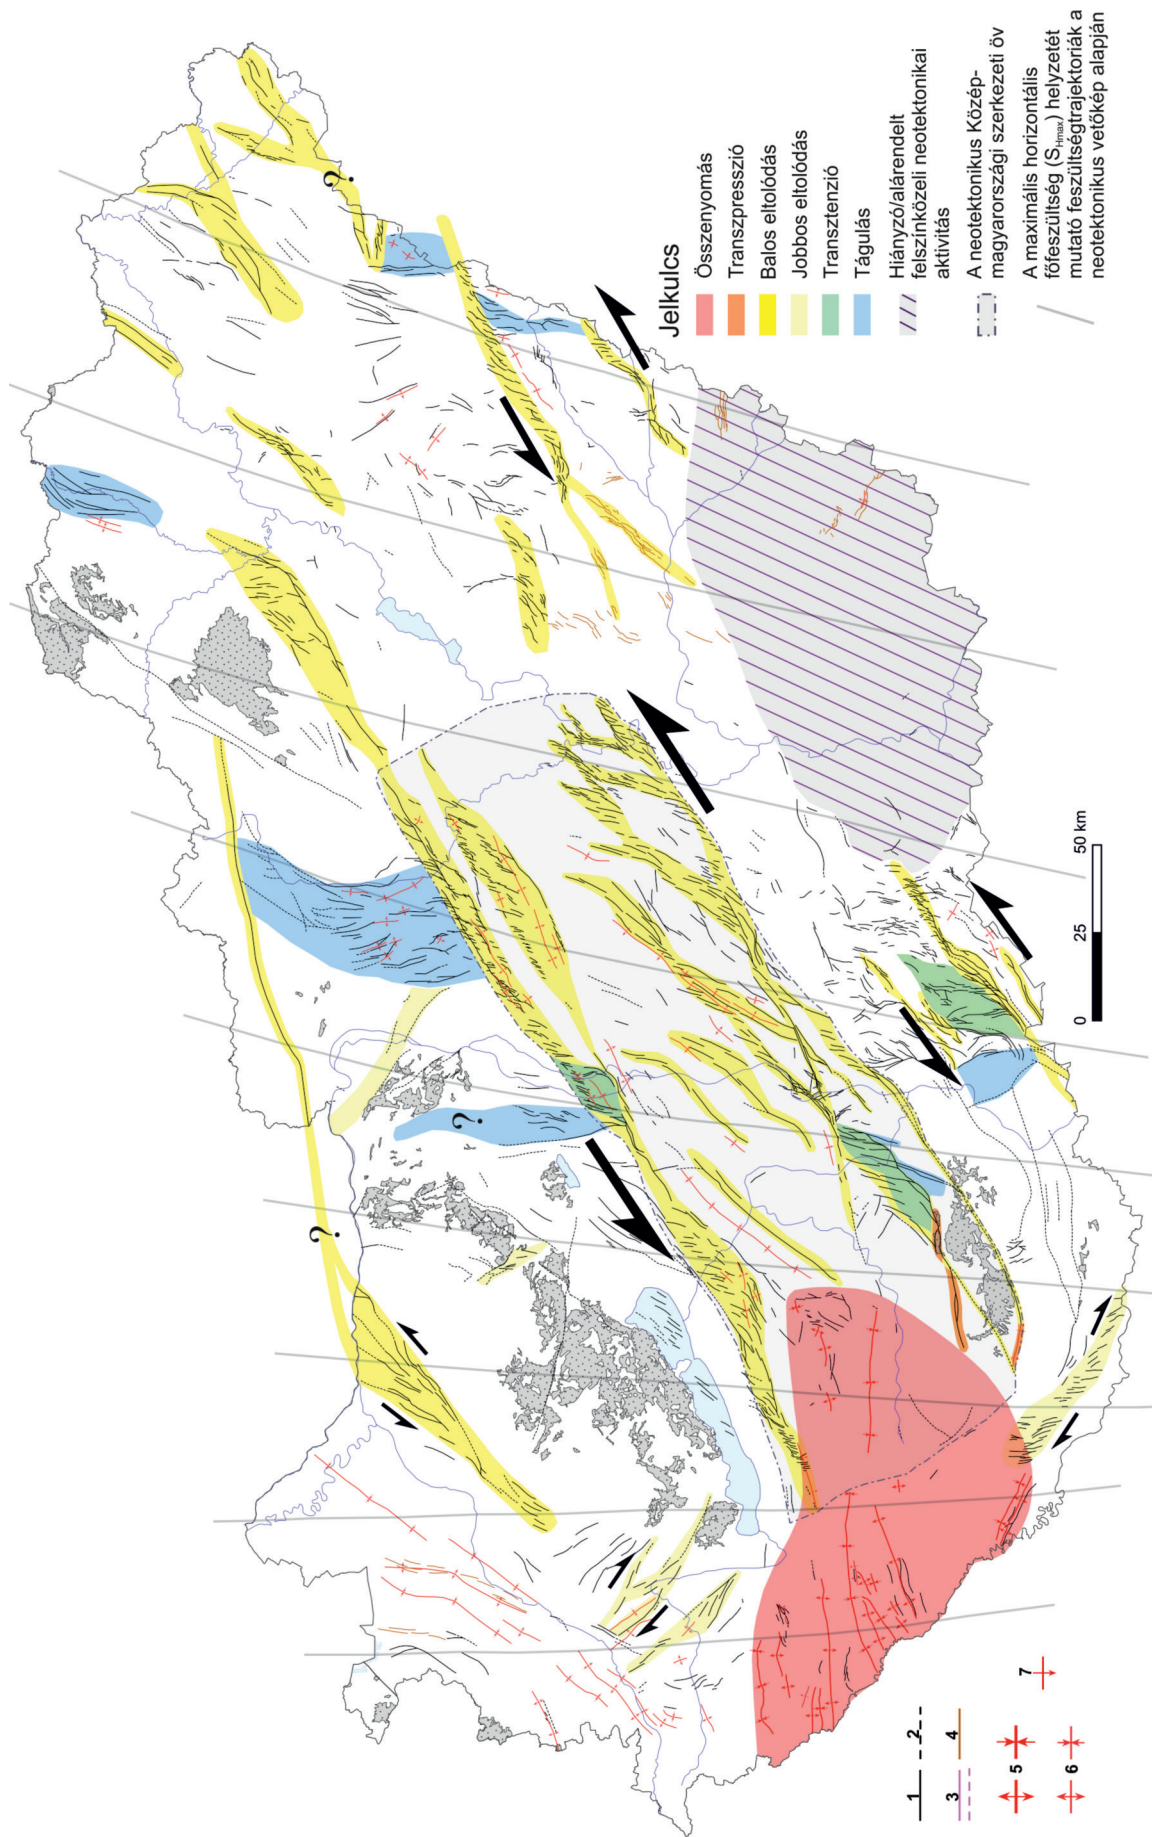 Jelkulcs
Összenyomás
Transzpresszió
Balos eltolódás
Jobbos eltolódás
Transztenzió
Tágulás
Hiányzó/alárendelt
felszínközeli neotektonikai
aktivitás
A neotektonikus Közép-
magyarországi szerkezeti öv
A maximális horizontális
főfeszültség (SHmax) helyzetét
mutató feszültségtrajektoriák a
neotektonikus vetőkép alapján
?
?
?
0 25 50 km
1 2
3 4
5
6
7